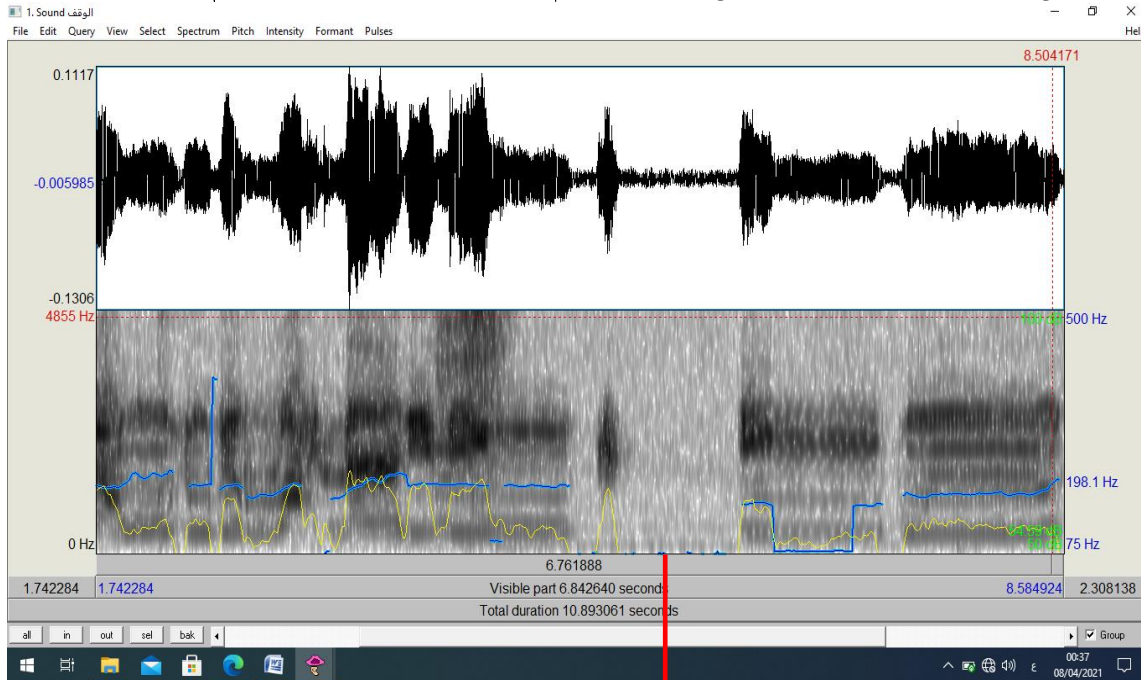 1. Sound الوقف
File Edit Query View Select Spectrum Pitch Intensity Formant Pulses Hel
8.504171
0.1117
-0.005985
-0.1306
4855 Hz
500 Hz
198.1 Hz
0 Hz
75 Hz
6.761888
1.742284 1.742284 Visible part 6.842640 seconds 8.584924 2.308138
Total duration 10.893061 seconds
all in out sel bak Group
ع 00:37
08/04/2021